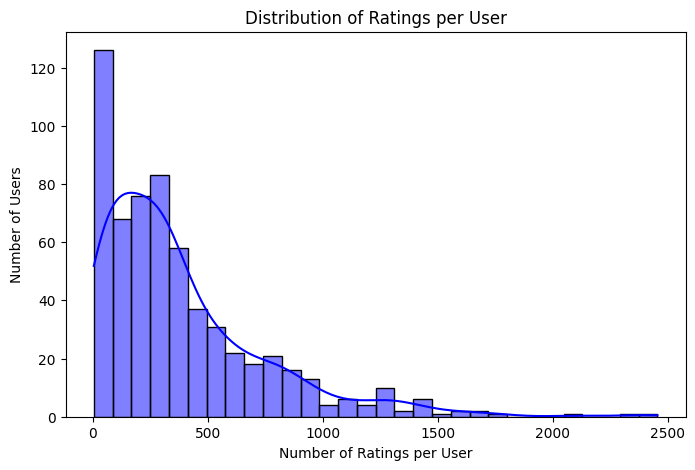 Distribution of Ratings per User
Number of Users
120
100
80
60
40
20
0
0 500 1000 1500 2000 2500
Number of Ratings per User